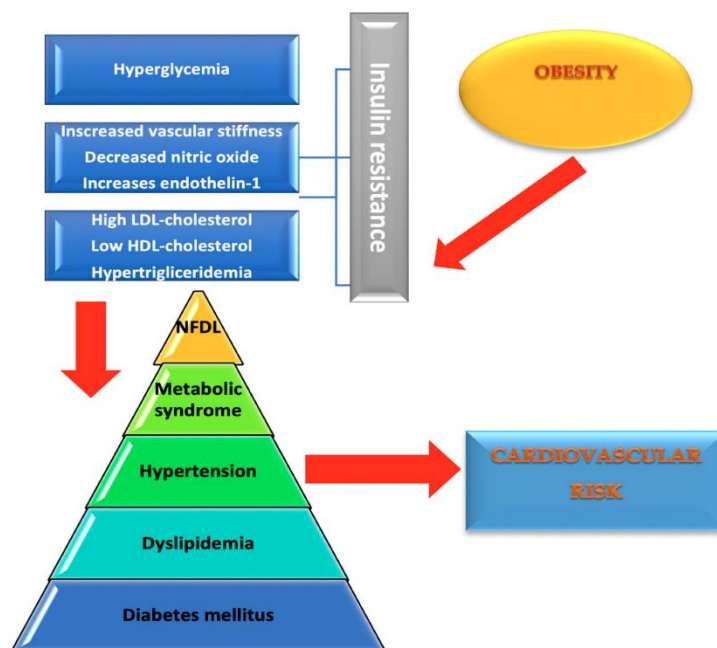 Hyperglycemia
Inscreased vascular stiffness
Decreased nitric oxide
Increases endothelin-1
High LDL-cholesterol
Low HDL-cholesterol
Hypertrigliceridemia
Insulin resistance
OBESITY
NFDL
Metabolic
syndrome
Hypertension
Dyslipidemia
Diabetes mellitus
CARDIOVASCULAR
RISK